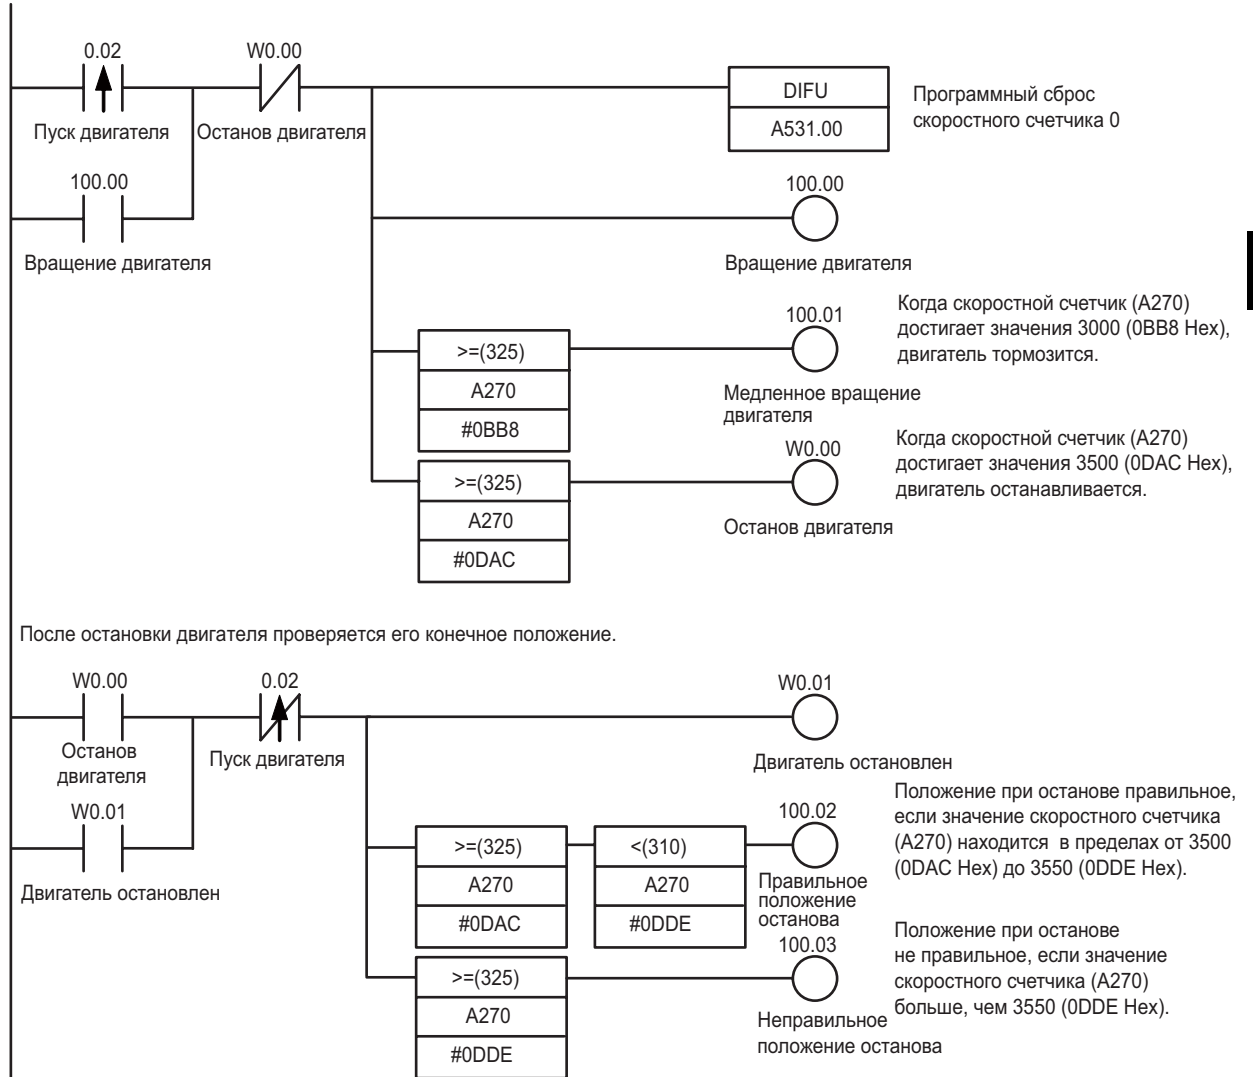 0.02
W0.00
Пуск двигателя
Останов двигателя
DIFU
A531.00
Программный сброс
скоростного счетчика 0
100.00
Вращение двигателя
100.00
Вращение двигателя
>=(325)
A270
#0BB8
100.01
Медленное вращение
двигателя
Когда скоростной счетчик (A270)
достигает значения 3000 (0BB8 Hex),
двигатель тормозится.
>=(325)
A270
#0DAC
W0.00
Останов двигателя
Когда скоростной счетчик (A270)
достигает значения 3500 (0DAC Hex),
двигатель останавливается.
После остановки двигателя проверяется его конечное положение.
W0.00
Останов
двигателя
0.02
Пуск двигателя
W0.01
Двигатель остановлен
W0.01
Двигатель остановлен
>=(325)
A270
#0DAC
<(310)
A270
#0DDE
100.02
Правильное
положение
останова
Положение при останове правильное,
если значение скоростного счетчика
(A270) находится в пределах от 3500
(0DAC Hex) до 3550 (0DDE Hex).
>=(325)
A270
#0DDE
100.03
Неправильное
положение останова
Положение при останове
не правильное, если значение
скоростного счетчика (A270)
больше, чем 3550 (0DDE Hex).